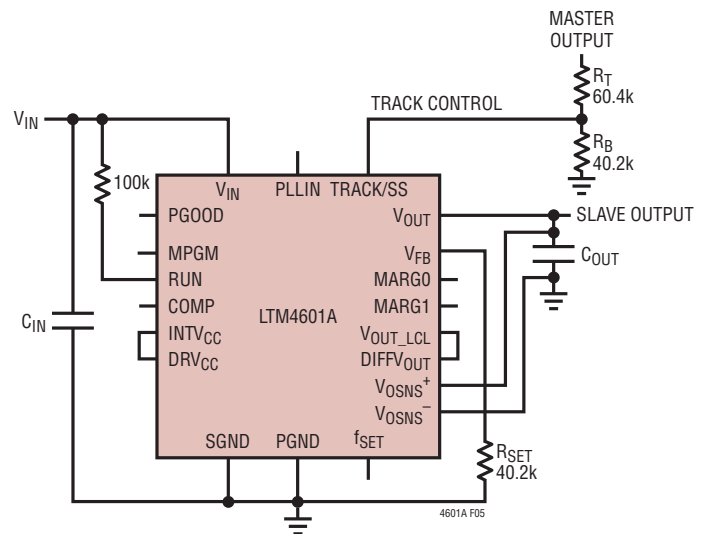 MASTER
OUTPUT
R_T
60.4k
TRACK CONTROL
V_IN
R_B
40.2k
100k
V_IN
PLLIN
TRACK/SS
PGOOD
V_OUT
SLAVE OUTPUT
MPGM
V_FB
C_OUT
RUN
MARG0
COMP
LTM4601A
MARG1
C_IN
INTV_CC
V_OUT_LCL
DRV_CC
DIFFV_OUT
V_OSNS^+
V_OSNS^–
SGND
PGND
f_SET
R_SET
40.2k
4601A F05